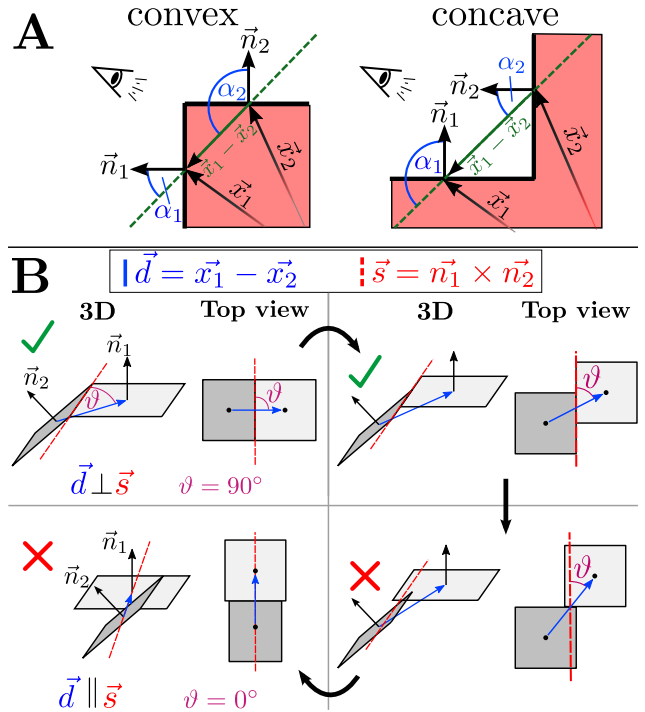 A convex concave
n⃗₂
α₂
n⃗₁
α₁
x⃗₁ − x⃗₂
x⃗₁
x⃗₂
α₂
n⃗₂
n⃗₁
α₁
x⃗₁ − x⃗₂
x⃗₂
x⃗₁
B d⃗ = x⃗₁ − x⃗₂ s⃗ = n⃗₁ × n⃗₂
3D Top view 3D Top view
n⃗₁
n⃗₂
ϑ
ϑ
ϑ
d⃗ ⊥ s⃗ ϑ = 90°
n⃗₁
n⃗₂
ϑ
d⃗ ∥ s⃗ ϑ = 0°